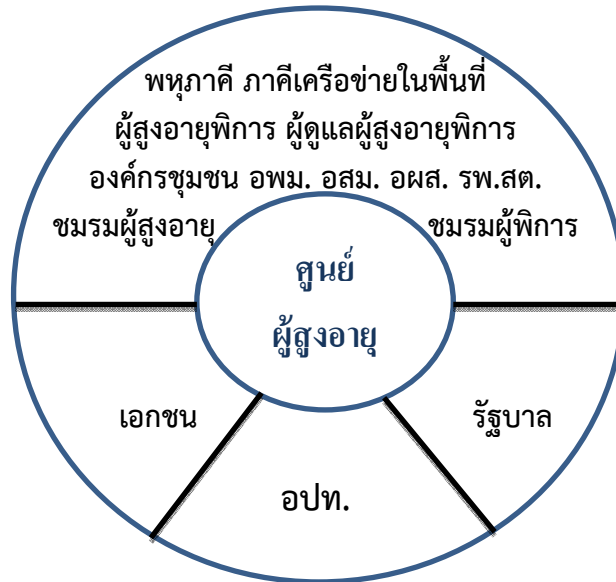 พหุภาคี ภาคีเครือข่ายในพื้นที่
ผู้สูงอายุพิการ ผู้ดูแลผู้สูงอายุพิการ
องค์กรชุมชน อพม. อสม. อผส. รพ.สต.
ชมรมผู้สูงอายุ ชมรมผู้พิการ
ศูนย์
ผู้สูงอายุ
เอกชน
รัฐบาล
อปท.